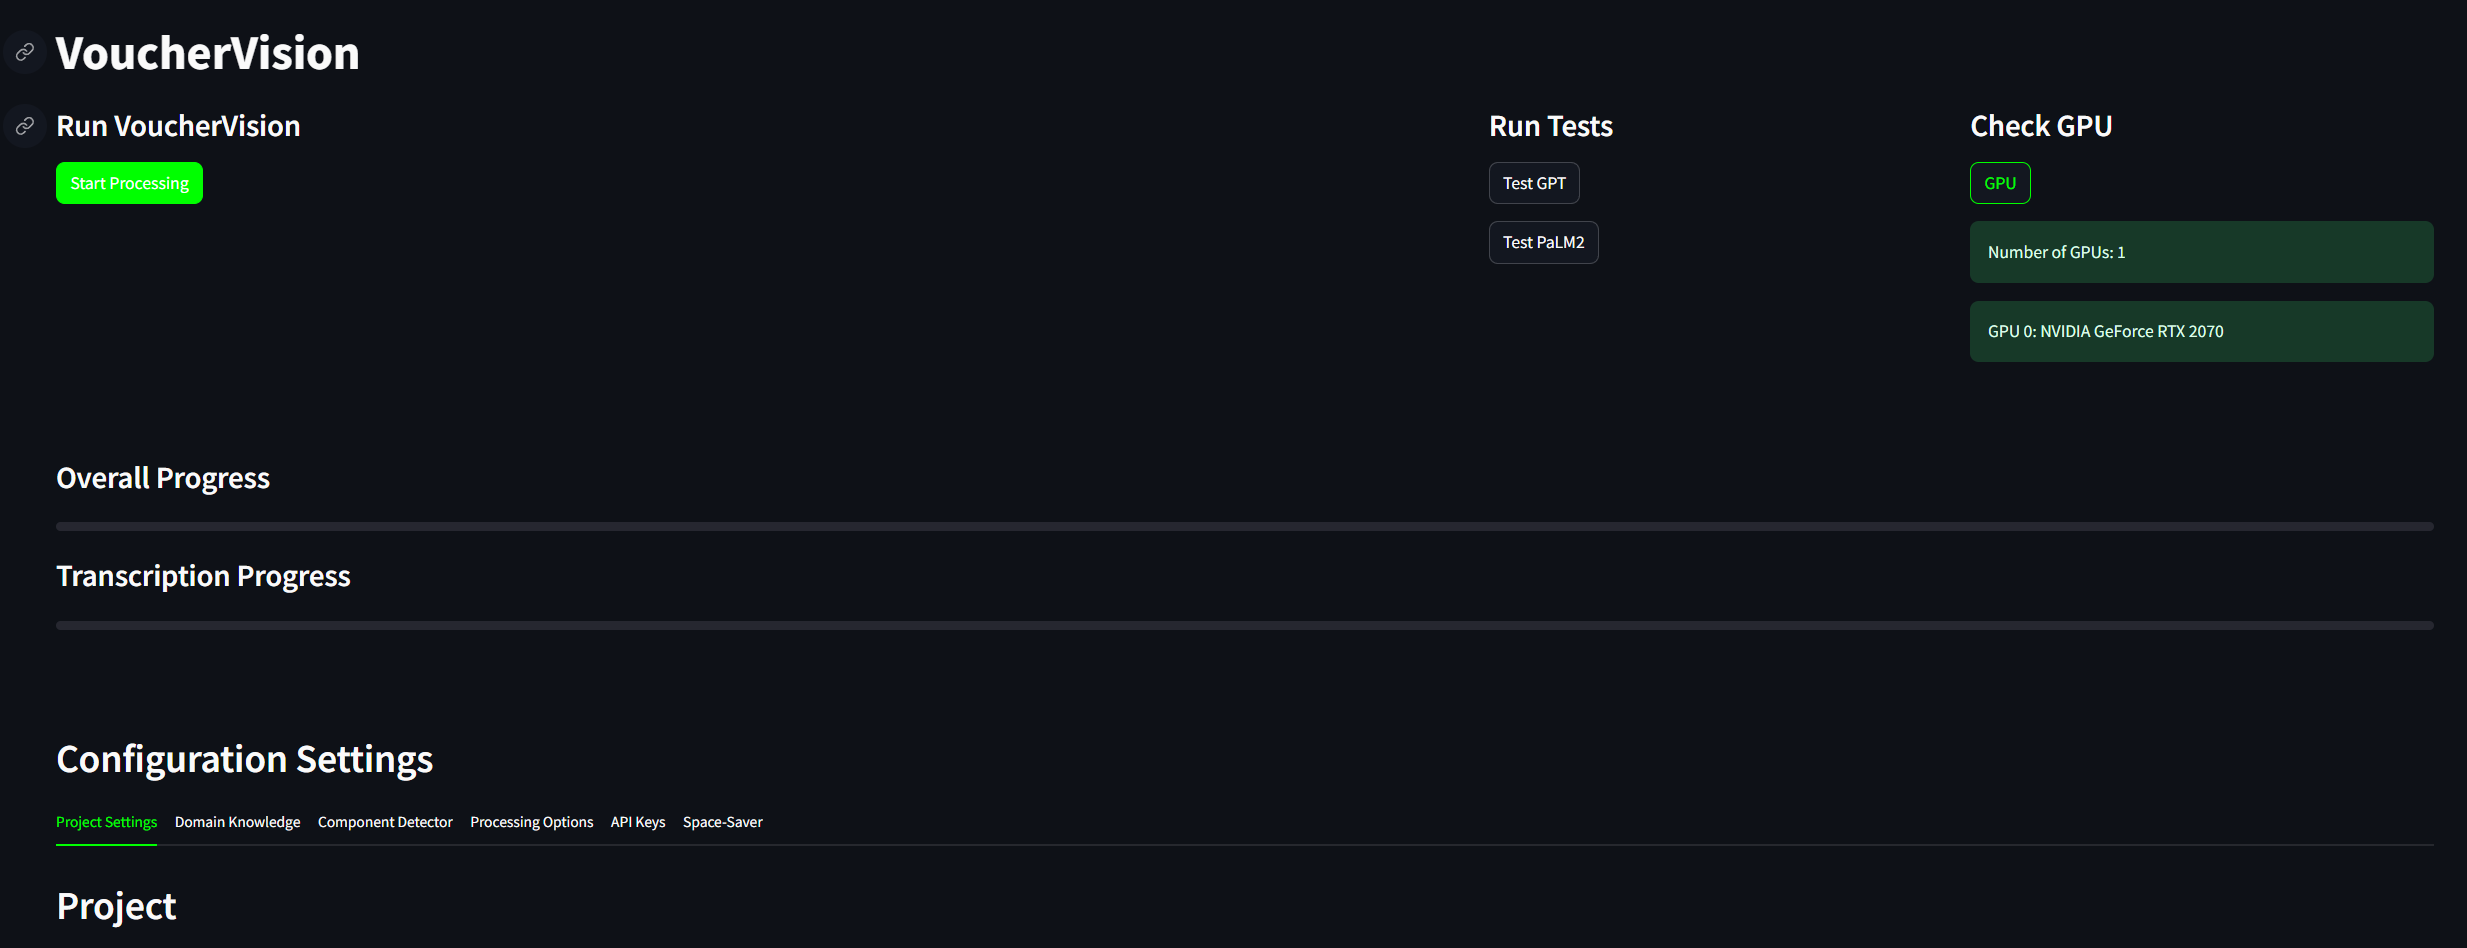 VoucherVision
Run VoucherVision
Start Processing
Run Tests
Test GPT
Test PaLM2
Check GPU
GPU
Number of GPUs: 1
GPU 0: NVIDIA GeForce RTX 2070
Overall Progress
Transcription Progress
Configuration Settings
Project Settings Domain Knowledge Component Detector Processing Options API Keys Space-Saver
Project